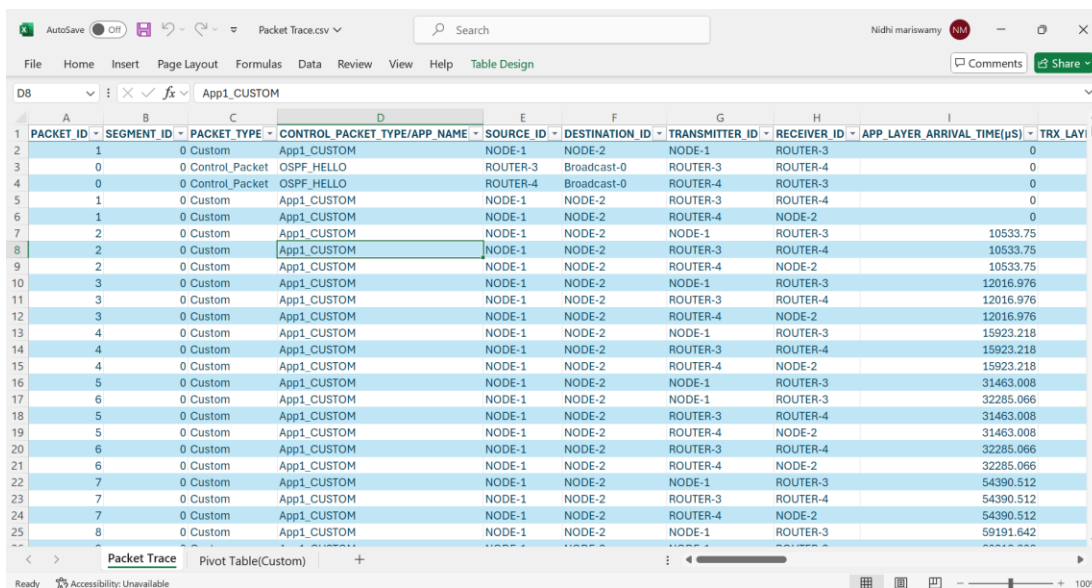 AutoSave Off Packet Trace.csv Search Nidhi mariswamy NM
File Home Insert Page Layout Formulas Data Review View Help Table Design Comments Share
D8 fx App1_CUSTOM
A B C D E F G H I
1 PACKET_ID SEGMENT_ID PACKET_TYPE CONTROL_PACKET_TYPE/APP_NAME SOURCE_ID DESTINATION_ID TRANSMITTER_ID RECEIVER_ID APP_LAYER_ARRIVAL_TIME(µS) TRX_LAYI
2 1 0 Custom App1_CUSTOM NODE-1 NODE-2 NODE-1 ROUTER-3 0
3 0 0 Control_Packet OSPF_HELLO ROUTER-3 Broadcast-0 ROUTER-3 ROUTER-4 0
4 0 0 Control_Packet OSPF_HELLO ROUTER-4 Broadcast-0 ROUTER-4 ROUTER-3 0
5 1 0 Custom App1_CUSTOM NODE-1 NODE-2 ROUTER-3 ROUTER-4 0
6 1 0 Custom App1_CUSTOM NODE-1 NODE-2 ROUTER-4 NODE-2 0
7 2 0 Custom App1_CUSTOM NODE-1 NODE-2 NODE-1 ROUTER-3 10533.75
8 2 0 Custom App1_CUSTOM NODE-1 NODE-2 ROUTER-3 ROUTER-4 10533.75
9 2 0 Custom App1_CUSTOM NODE-1 NODE-2 ROUTER-4 NODE-2 10533.75
10 3 0 Custom App1_CUSTOM NODE-1 NODE-2 NODE-1 ROUTER-3 12016.976
11 3 0 Custom App1_CUSTOM NODE-1 NODE-2 ROUTER-3 ROUTER-4 12016.976
12 3 0 Custom App1_CUSTOM NODE-1 NODE-2 ROUTER-4 NODE-2 12016.976
13 4 0 Custom App1_CUSTOM NODE-1 NODE-2 NODE-1 ROUTER-3 15923.218
14 4 0 Custom App1_CUSTOM NODE-1 NODE-2 ROUTER-3 ROUTER-4 15923.218
15 4 0 Custom App1_CUSTOM NODE-1 NODE-2 ROUTER-4 NODE-2 15923.218
16 5 0 Custom App1_CUSTOM NODE-1 NODE-2 NODE-1 ROUTER-3 31463.008
17 6 0 Custom App1_CUSTOM NODE-1 NODE-2 NODE-1 ROUTER-3 32285.066
18 5 0 Custom App1_CUSTOM NODE-1 NODE-2 ROUTER-3 ROUTER-4 31463.008
19 5 0 Custom App1_CUSTOM NODE-1 NODE-2 ROUTER-4 NODE-2 31463.008
20 6 0 Custom App1_CUSTOM NODE-1 NODE-2 ROUTER-3 ROUTER-4 32285.066
21 6 0 Custom App1_CUSTOM NODE-1 NODE-2 ROUTER-4 NODE-2 32285.066
22 7 0 Custom App1_CUSTOM NODE-1 NODE-2 NODE-1 ROUTER-3 54390.512
23 7 0 Custom App1_CUSTOM NODE-1 NODE-2 ROUTER-3 ROUTER-4 54390.512
24 7 0 Custom App1_CUSTOM NODE-1 NODE-2 ROUTER-4 NODE-2 54390.512
25 8 0 Custom App1_CUSTOM NODE-1 NODE-2 NODE-1 ROUTER-3 59191.642
Packet Trace Pivot Table(Custom)
Ready Accessibility: Unavailable 100